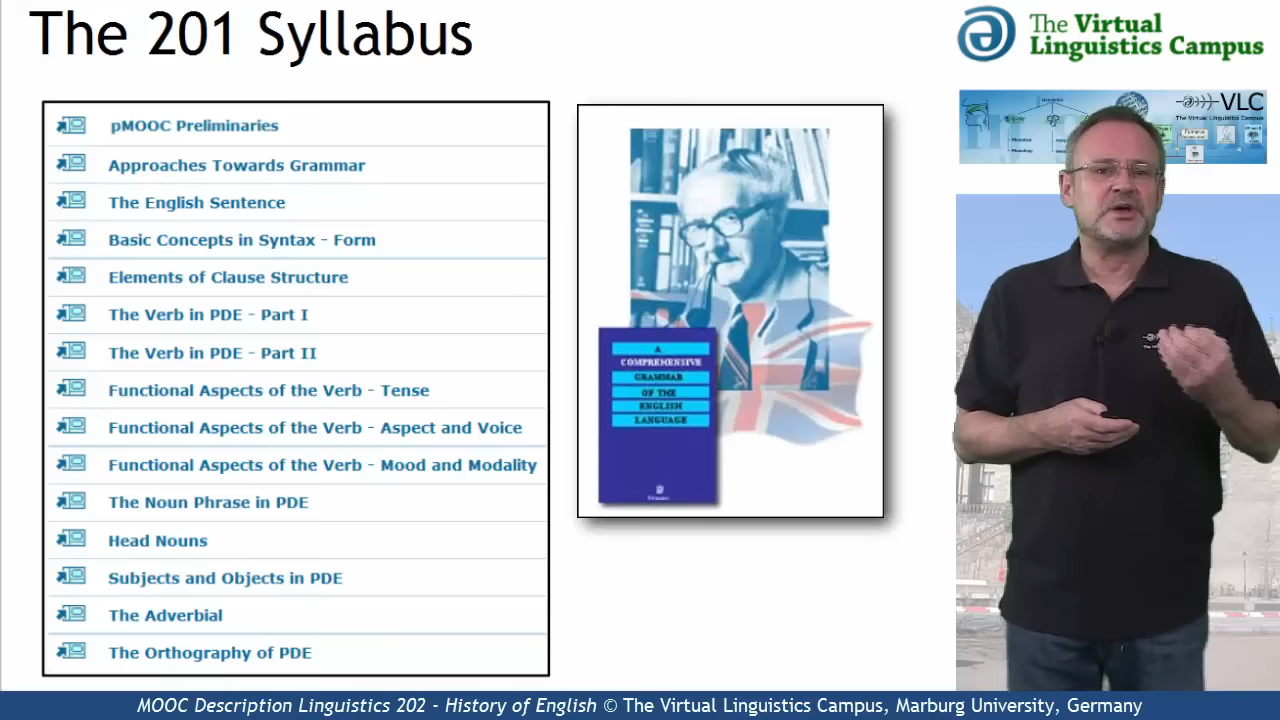 The 201 Syllabus
The Virtual
Linguistics Campus
VLC
The Virtual Linguistics Campus
pMOOC Preliminaries
Approaches Towards Grammar
The English Sentence
Basic Concepts in Syntax - Form
Elements of Clause Structure
The Verb in PDE - Part I
The Verb in PDE - Part II
Functional Aspects of the Verb - Tense
Functional Aspects of the Verb - Aspect and Voice
Functional Aspects of the Verb - Mood and Modality
The Noun Phrase in PDE
Head Nouns
Subjects and Objects in PDE
The Adverbial
The Orthography of PDE
A
COMPREHENSIVE
GRAMMAR
OF THE
ENGLISH
LANGUAGE
MOOC Description Linguistics 202 - History of English © The Virtual Linguistics Campus, Marburg University, Germany